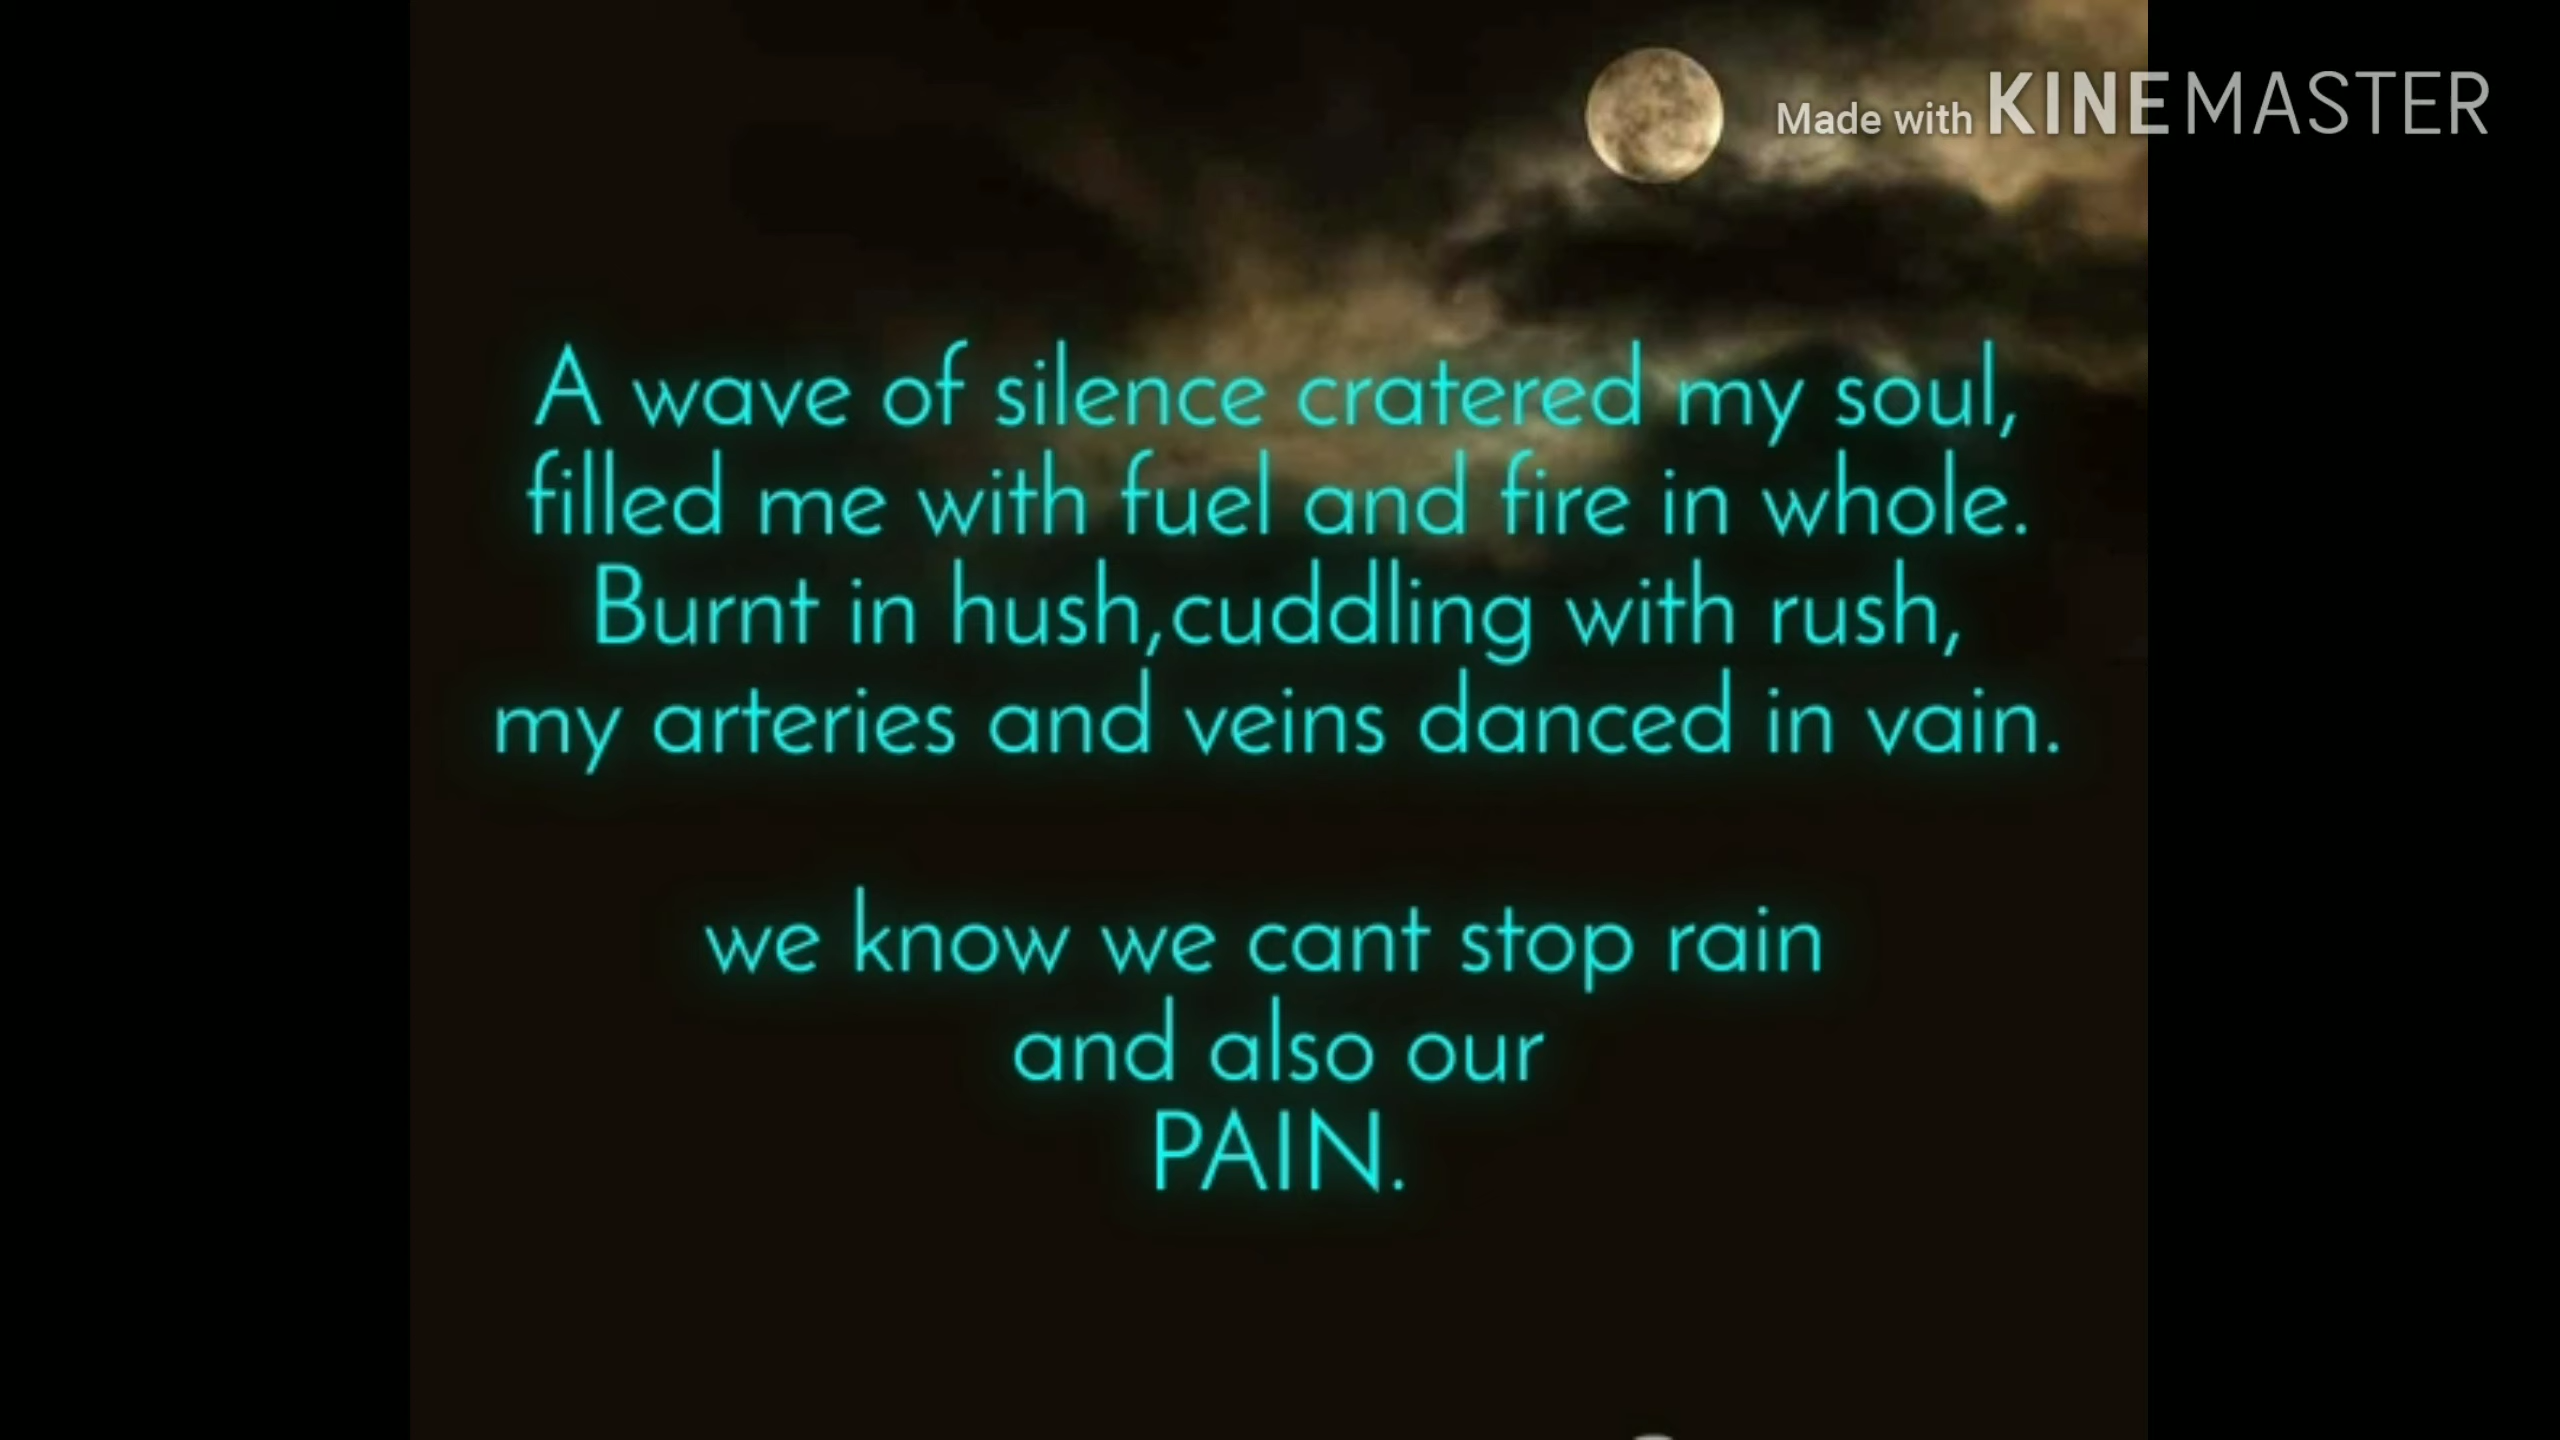 Made with KINEMASTER
A wave of silence cratered my soul,
filled me with fuel and fire in whole.
Burnt in hush,cuddling with rush,
my arteries and veins danced in vain.
we know we cant stop rain
and also our
PAIN.